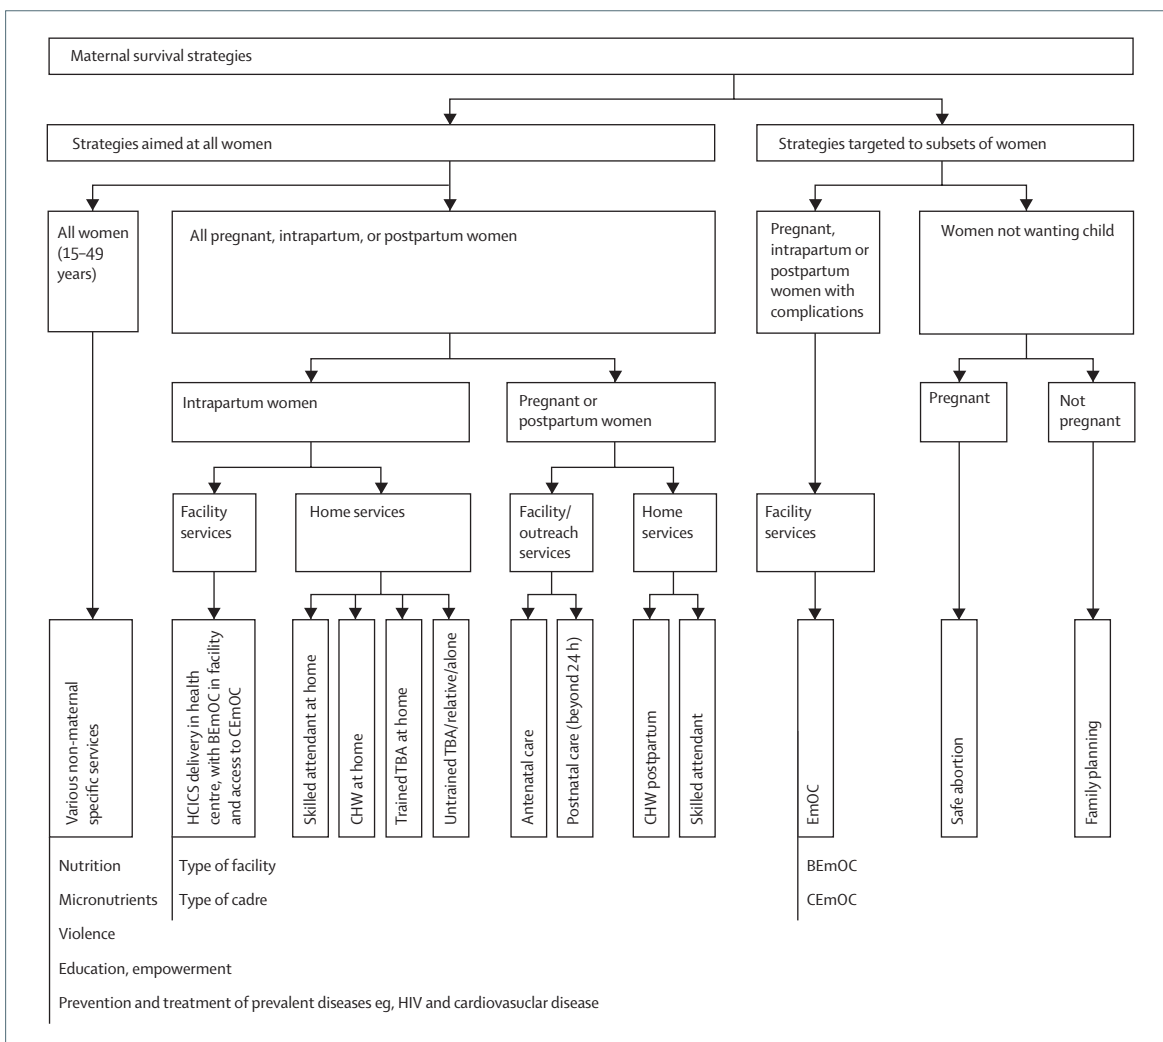 Maternal survival strategies
Strategies aimed at all women
Strategies targeted to subsets of women
All women
(15–49
years)
All pregnant, intrapartum, or postpartum women
Pregnant,
intrapartum or
postpartum
women with
complications
Women not wanting child
Intrapartum women
Pregnant or
postpartum women
Pregnant
Not
pregnant
Facility
services
Home services
Facility/
outreach
services
Home
services
Facility
services
Various non-maternal
specific services
HCICS delivery in health
centre, with BEmOC in facility
and access to CEmOC
Skilled attendant at home
CHW at home
Trained TBA at home
Untrained TBA/relative/alone
Antenatal care
Postnatal care (beyond 24 h)
CHW postpartum
Skilled attendant
EmOC
Safe abortion
Family planning
Nutrition
Micronutrients
Violence
Education, empowerment
Prevention and treatment of prevalent diseases eg, HIV and cardiovasuclar disease
Type of facility
Type of cadre
BEmOC
CEmOC